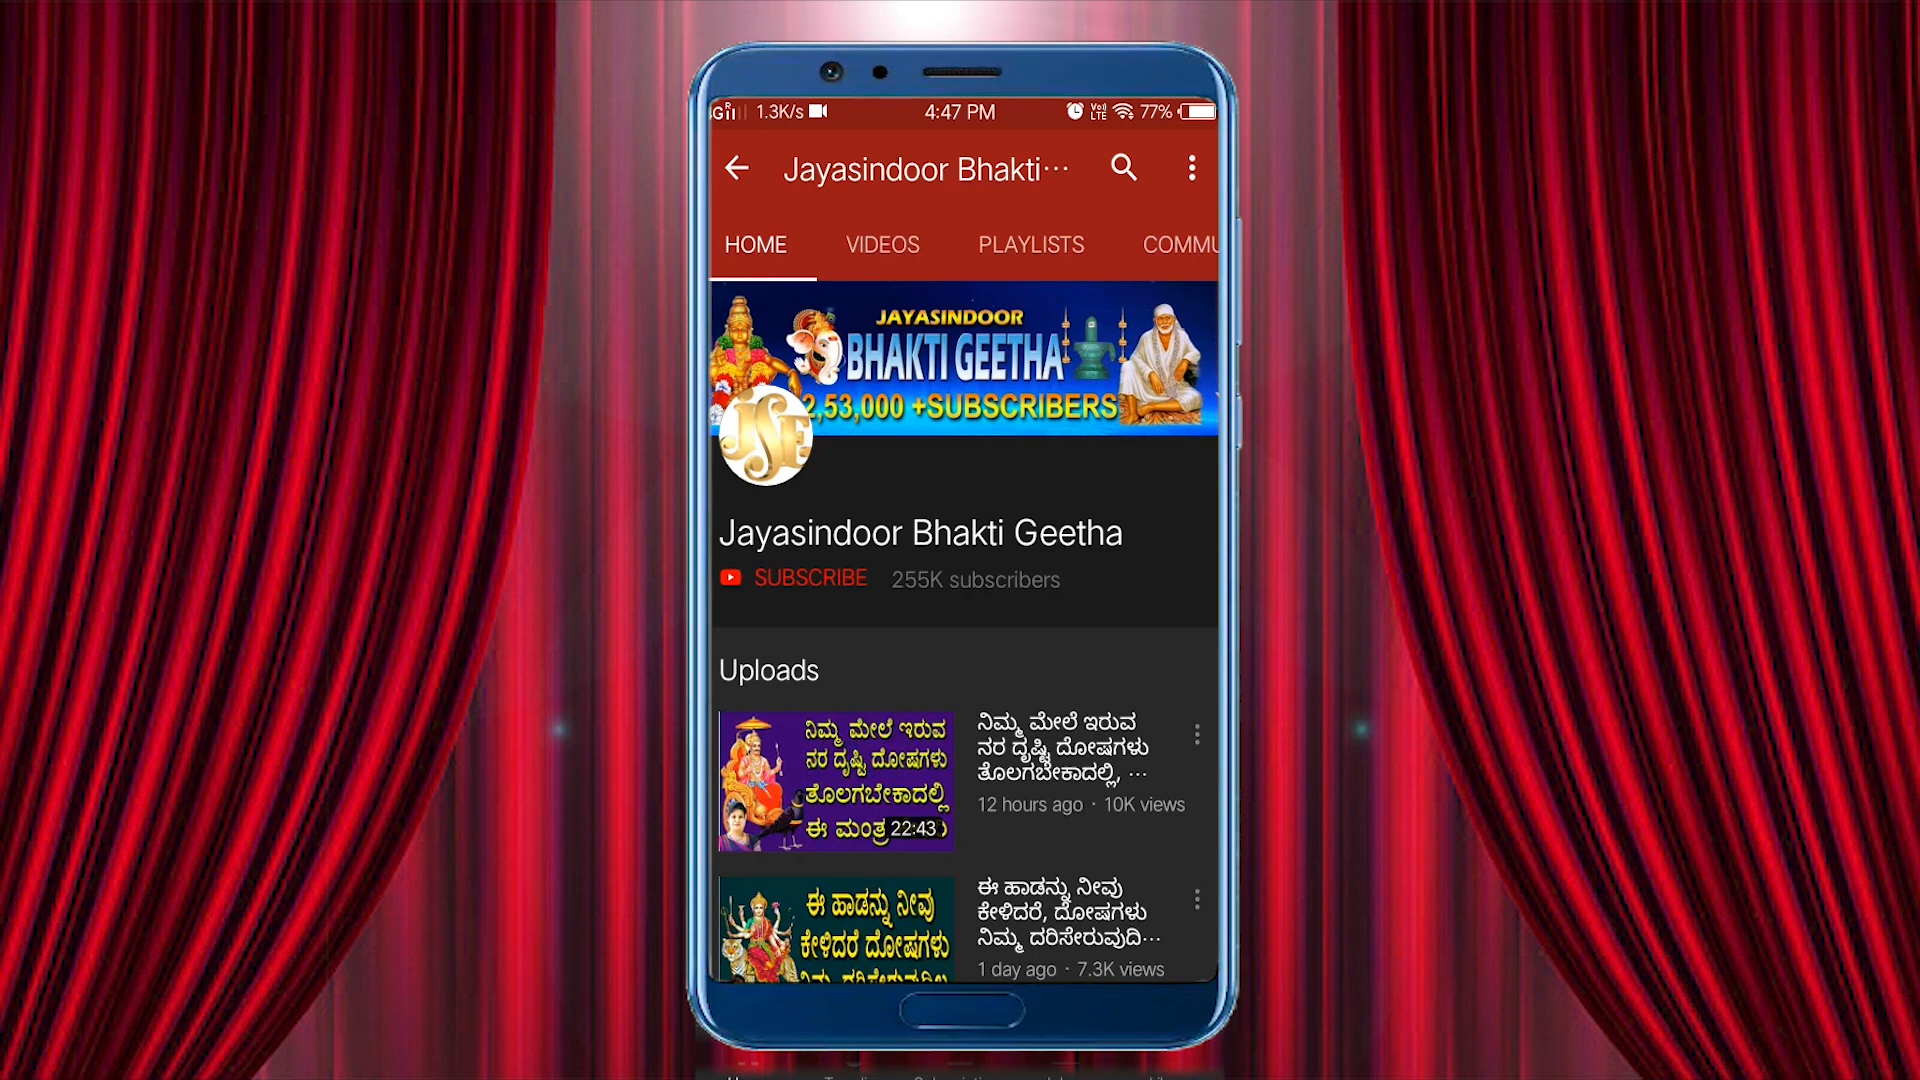 1.3K/s
4:47 PM
77%
Jayasindoor Bhakti···
HOME VIDEOS PLAYLISTS COMMU
JAYASINDOOR
BHAKTI GEETHA
2,53,000 +SUBSCRIBERS
JSE
Jayasindoor Bhakti Geetha
SUBSCRIBE 255K subscribers
Uploads
ನಿಮ್ಮ ಮೇಲೆ ಇರುವ
ನರ ದೃಷ್ಟಿ ದೋಷಗಳು
ತೊಲಗಬೇಕಾದಲ್ಲಿ
ಈ ಮಂತ್ರ
22:43
ನಿಮ್ಮ ಮೇಲೆ ಇರುವ
ನರ ದೃಷ್ಟಿ ದೋಷಗಳು
ತೊಲಗಬೇಕಾದಲ್ಲಿ, ···
12 hours ago · 10K views
ಈ ಹಾಡನ್ನು ನೀವು
ಕೇಳಿದರೆ ದೋಷಗಳು
ಈ ಹಾಡನ್ನು ನೀವು
ಕೇಳಿದರೆ, ದೋಷಗಳು
ನಿಮ್ಮ ದರಿಸೇರುವುದಿ···
1 day ago · 7.3K views